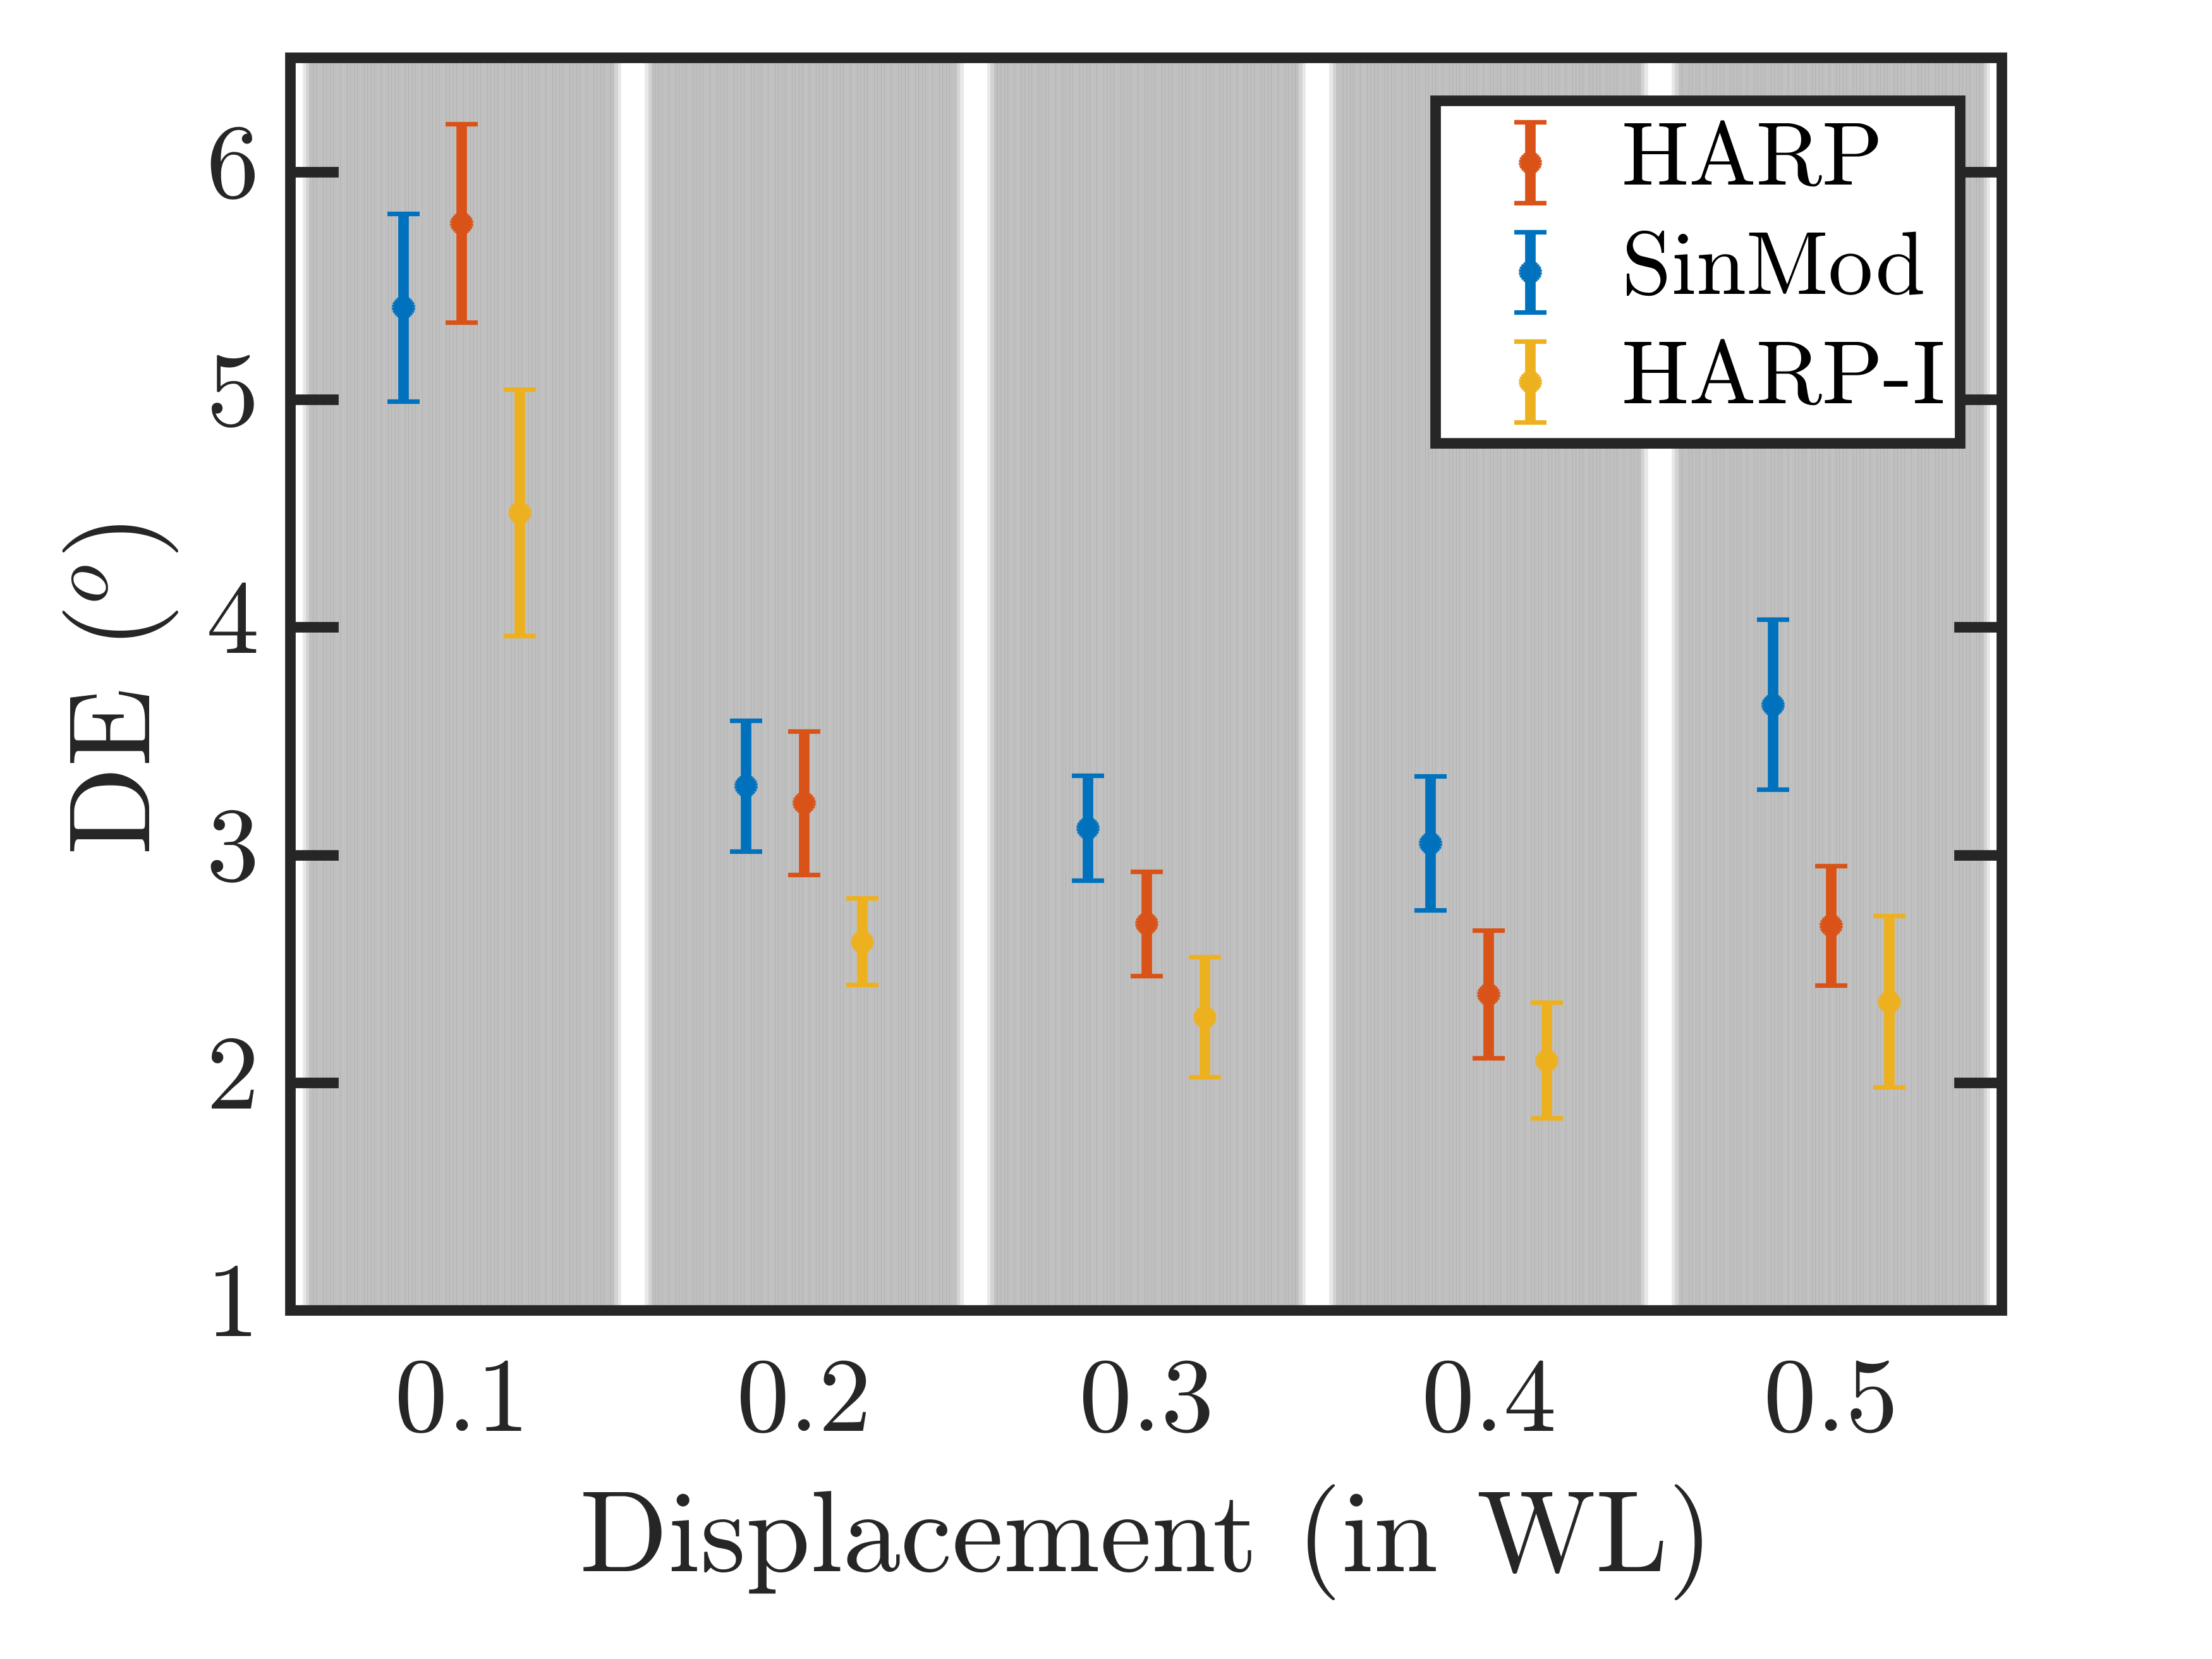 HARP
SinMod
HARP-I
6
5
4
3
2
1
DE (o)
0.1 0.2 0.3 0.4 0.5
Displacement (in WL)